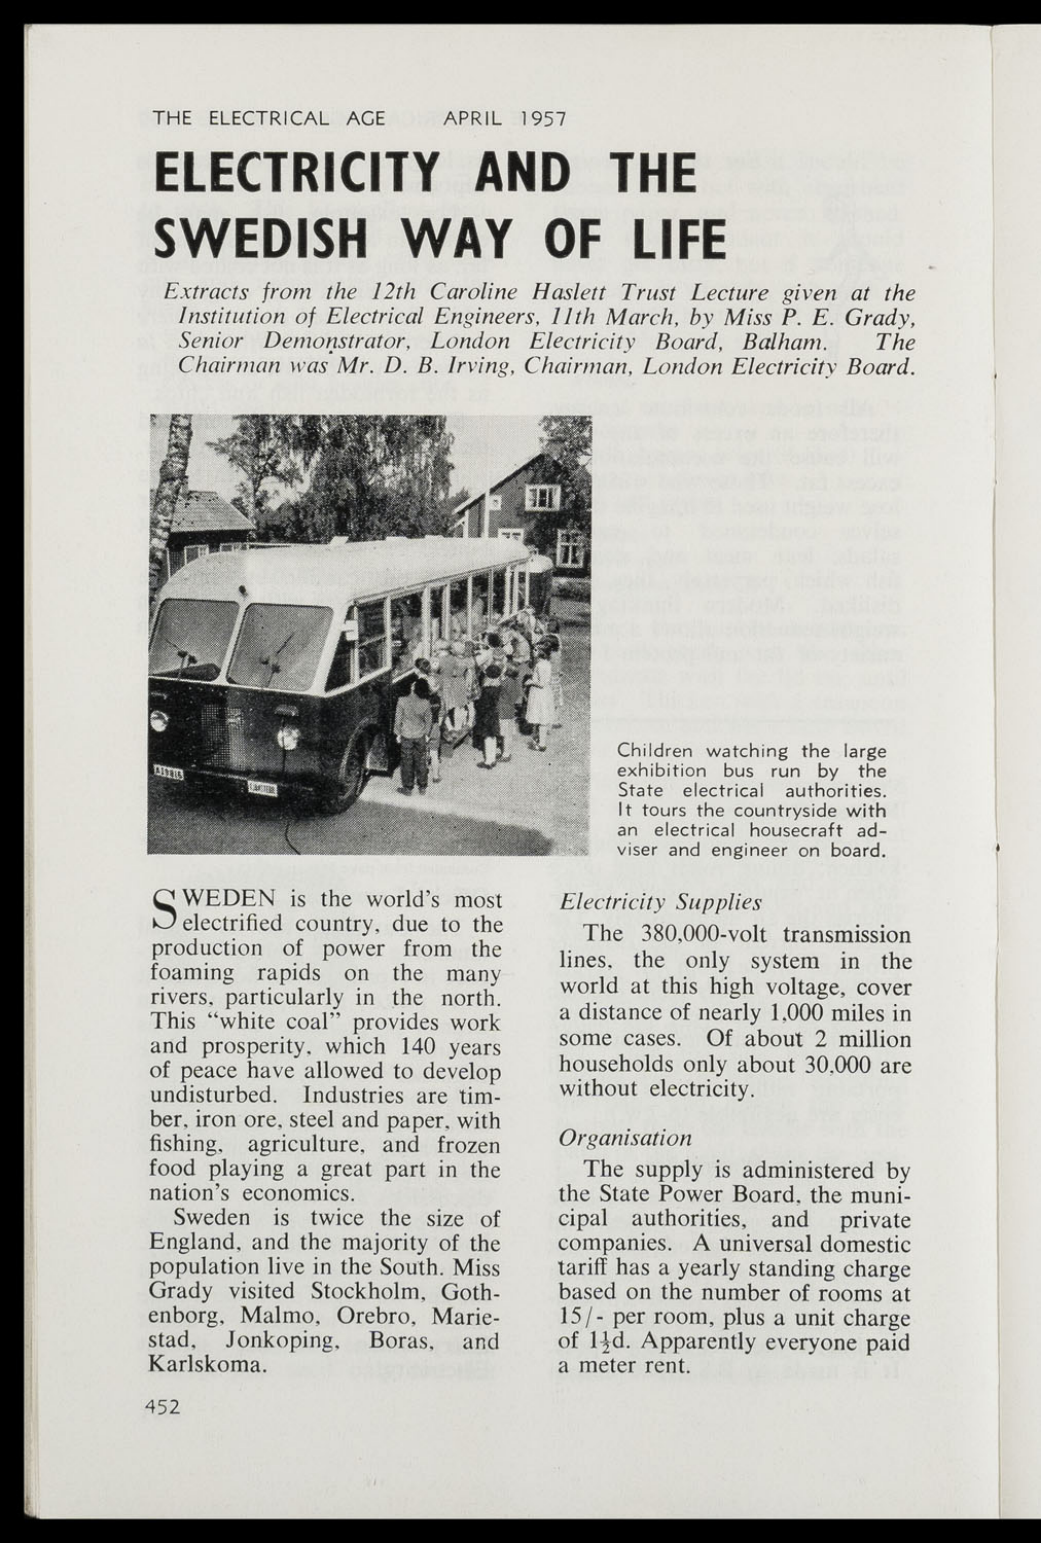 THE ELECTRICAL AGE APRIL 1957
ELECTRICITY AND THE
SWEDISH WAY OF LIFE
Extracts from the 12th Caroline Haslett Trust Lecture given at the
Institution of Electrical Engineers, 11th March, by Miss P. E. Grady,
Senior Demonstrator, London Electricity Board, Balham. The
Chairman was Mr. D. B. Irving, Chairman, London Electricity Board.
Children watching the large
exhibition bus run by the
State electrical authorities.
It tours the countryside with
an electrical housecraft ad-
viser and engineer on board.
SWEDEN is the world's most
electrified country, due to the
production of power from the
foaming rapids on the many
rivers, particularly in the north.
This "white coal" provides work
and prosperity, which 140 years
of peace have allowed to develop
undisturbed. Industries are tim-
ber, iron ore, steel and paper, with
fishing, agriculture, and frozen
food playing a great part in the
nation's economics.
Sweden is twice the size of
England, and the majority of the
population live in the South. Miss
Grady visited Stockholm, Goth-
enborg, Malmo, Orebro, Marie-
stad, Jonkoping, Boras, and
Karlskoma.
Electricity Supplies
The 380,000-volt transmission
lines, the only system in the
world at this high voltage, cover
a distance of nearly 1,000 miles in
some cases. Of about 2 million
households only about 30,000 are
without electricity.
Organisation
The supply is administered by
the State Power Board, the muni-
cipal authorities, and private
companies. A universal domestic
tariff has a yearly standing charge
based on the number of rooms at
15/- per room, plus a unit charge
of 1½d. Apparently everyone paid
a meter rent.
452